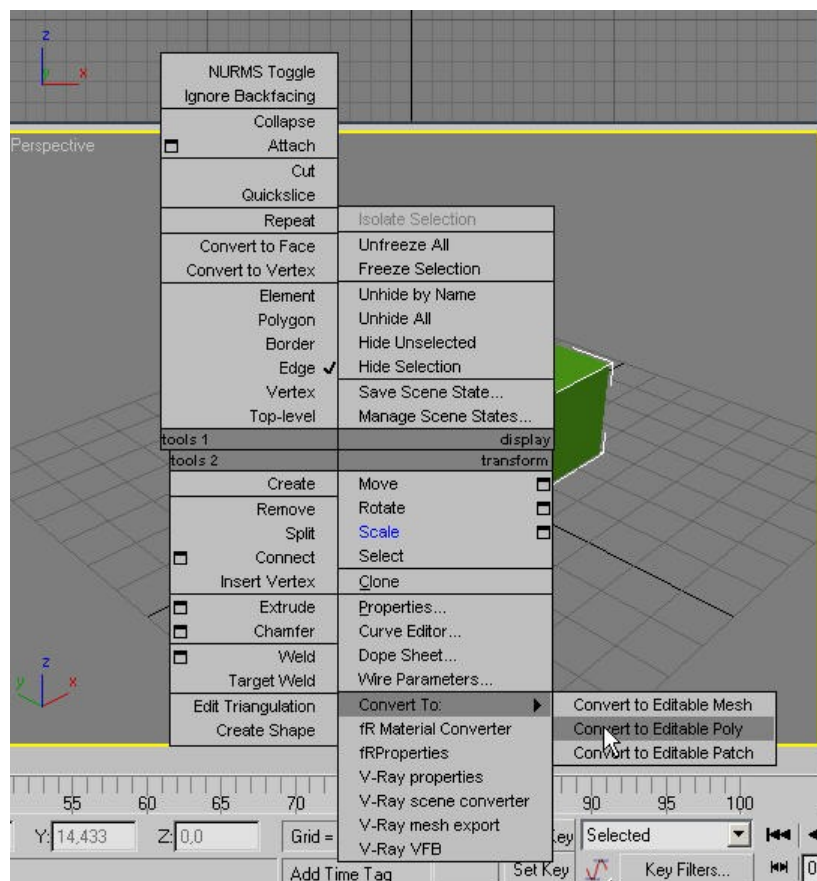 z
y
x
NURMS Toggle
Ignore Backfacing
Collapse
Perspective
Attach
Cut
Quickslice
Repeat
Convert to Face
Convert to Vertex
Element
Polygon
Border
Edge
Vertex
Top-level
tools 1
Isolate Selection
Unfreeze All
Freeze Selection
Unhide by Name
Unhide All
Hide Unselected
Hide Selection
Save Scene State...
Manage Scene States...
display
tools 2
Create
Remove
Split
Connect
Insert Vertex
Extrude
Chamfer
Weld
Target Weld
Edit Triangulation
Create Shape
transform
Move
Rotate
Scale
Select
Clone
Properties...
Curve Editor...
Dope Sheet...
Wire Parameters...
Convert To:
fR Material Converter
fRProperties
V-Ray properties
V-Ray scene converter
V-Ray mesh export
V-Ray VFB
Convert to Editable Mesh
Convert to Editable Poly
Convert to Editable Patch
z
y
x
55 60 65 70 90 95 100
Y: 14,433 Z: 0,0 Grid = Selected
Add Time Tag Set Key Key Filters... 0